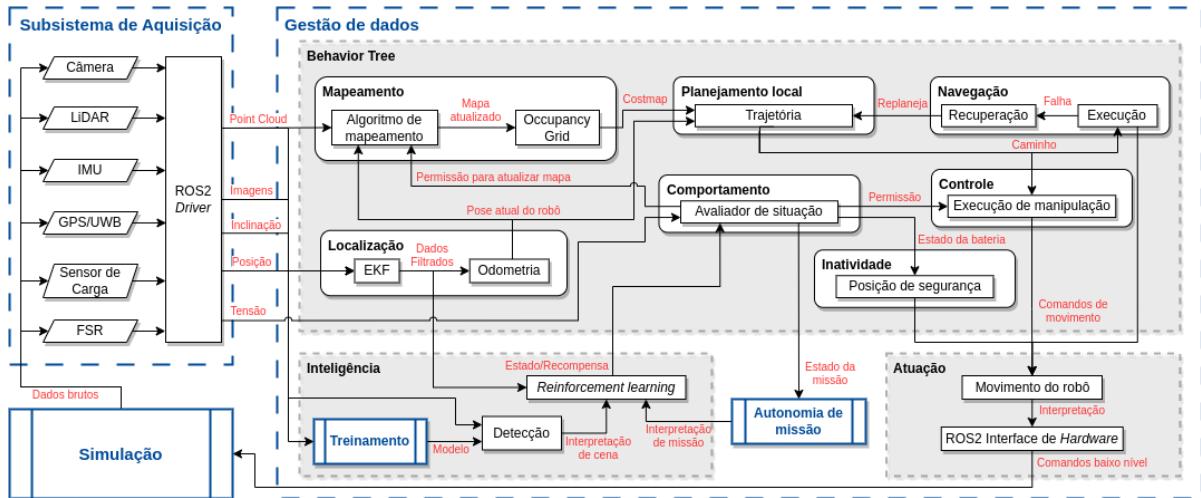 Subsistema de Aquisição
Câmera
LiDAR
IMU
GPS/UWB
Sensor de
Carga
FSR
ROS2
Driver
Dados brutos
Simulação
Gestão de dados
Behavior Tree
Point Cloud
Imagens
Inclinação
Posição
Tensão
Mapeamento
Algoritmo de
mapeamento
Mapa
atualizado
Occupancy
Grid
Costmap
Planejamento local
Trajetória
Replaneja
Navegação
Recuperação
Falha
Execução
Caminho
Permissão para atualizar mapa
Pose atual do robô
Comportamento
Avaliador de situação
Permissão
Controle
Execução de manipulação
Localização
EKF
Dados
Filtrados
Odometria
Estado da bateria
Inatividade
Posição de segurança
Comandos de
movimento
Inteligência
Estado/Recompensa
Reinforcement learning
Treinamento
Modelo
Detecção
Interpretação
de cena
Interpretação
de missão
Estado da
missão
Autonomia de
missão
Atuação
Movimento do robô
Interpretação
ROS2 Interface de Hardware
Comandos baixo nível